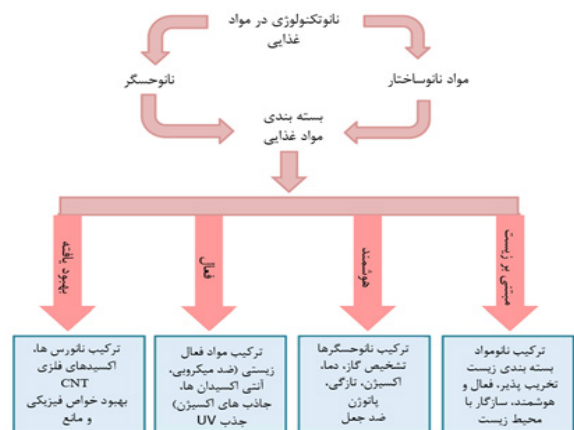 نانوتکنولوژی در مواد
غذایی
مواد نانوساختار
نانوحسگر
بسته بندی
مواد غذایی
مبتنی بر زیست
هوشمند
فعال
بهبود یافته
ترکیب نانومواد
بسته بندی زیست
تخریب پذیر، فعال و
هوشمند، سازگار با
محیط زیست
ترکیب نانوحسگرها
تشخیص گاز، دما،
اکسیژن، تازگی،
پاتوژن
ضد جعل
ترکیب مواد فعال
زیستی (ضد میکروبی،
آنتی اکسیدان ها،
جاذب های اکسیژن)
جذب UV
ترکیب نانورس ها،
اکسیدهای فلزی
CNT
بهبود خواص فیزیکی
و مانع